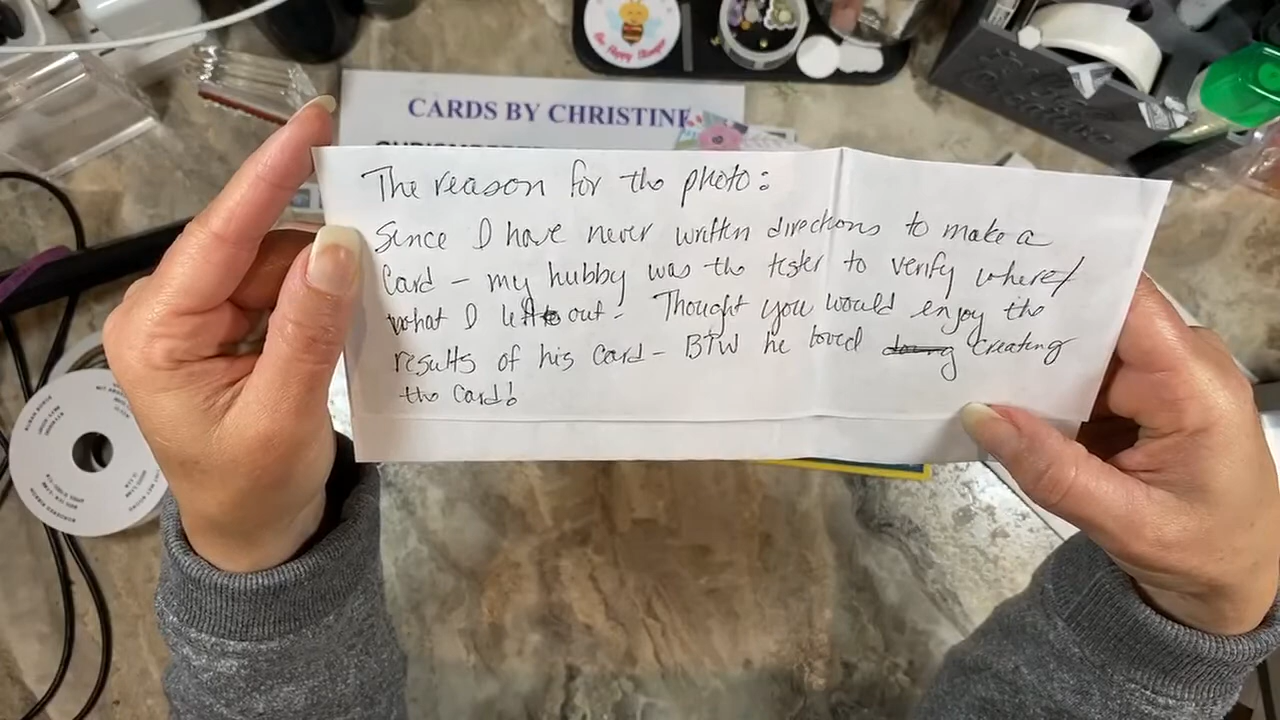 Bee Happy
CARDS BY CHRISTINE
The reason for the photo:
Since I have never written directions to make a
Card – my hubby was the tester to verify where/
what I left out. Thought you would enjoy the
results of his card – BTW he loved doing creating
the card!